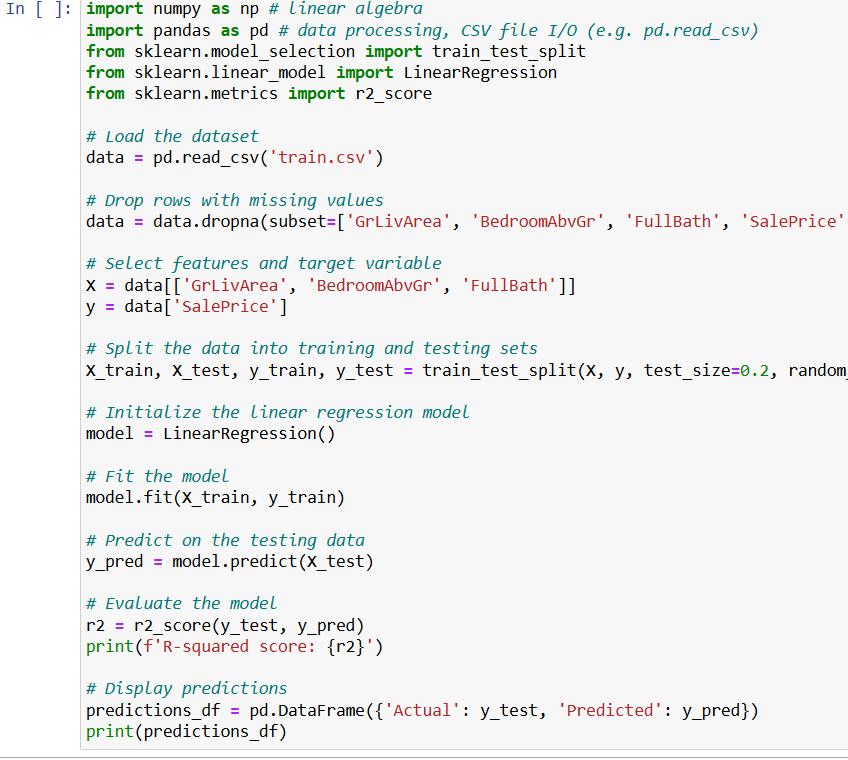 In [ ]: import numpy as np # linear algebra
import pandas as pd # data processing, CSV file I/O (e.g. pd.read_csv)
from sklearn.model_selection import train_test_split
from sklearn.linear_model import LinearRegression
from sklearn.metrics import r2_score
# Load the dataset
data = pd.read_csv('train.csv')
# Drop rows with missing values
data = data.dropna(subset=['GrLivArea', 'BedroomAbvGr', 'FullBath', 'SalePrice'
# Select features and target variable
X = data[['GrLivArea', 'BedroomAbvGr', 'FullBath']]
y = data['SalePrice']
# Split the data into training and testing sets
X_train, X_test, y_train, y_test = train_test_split(X, y, test_size=0.2, random_
# Initialize the linear regression model
model = LinearRegression()
# Fit the model
model.fit(X_train, y_train)
# Predict on the testing data
y_pred = model.predict(X_test)
# Evaluate the model
r2 = r2_score(y_test, y_pred)
print(f'R-squared score: {r2}')
# Display predictions
predictions_df = pd.DataFrame({'Actual': y_test, 'Predicted': y_pred})
print(predictions_df)